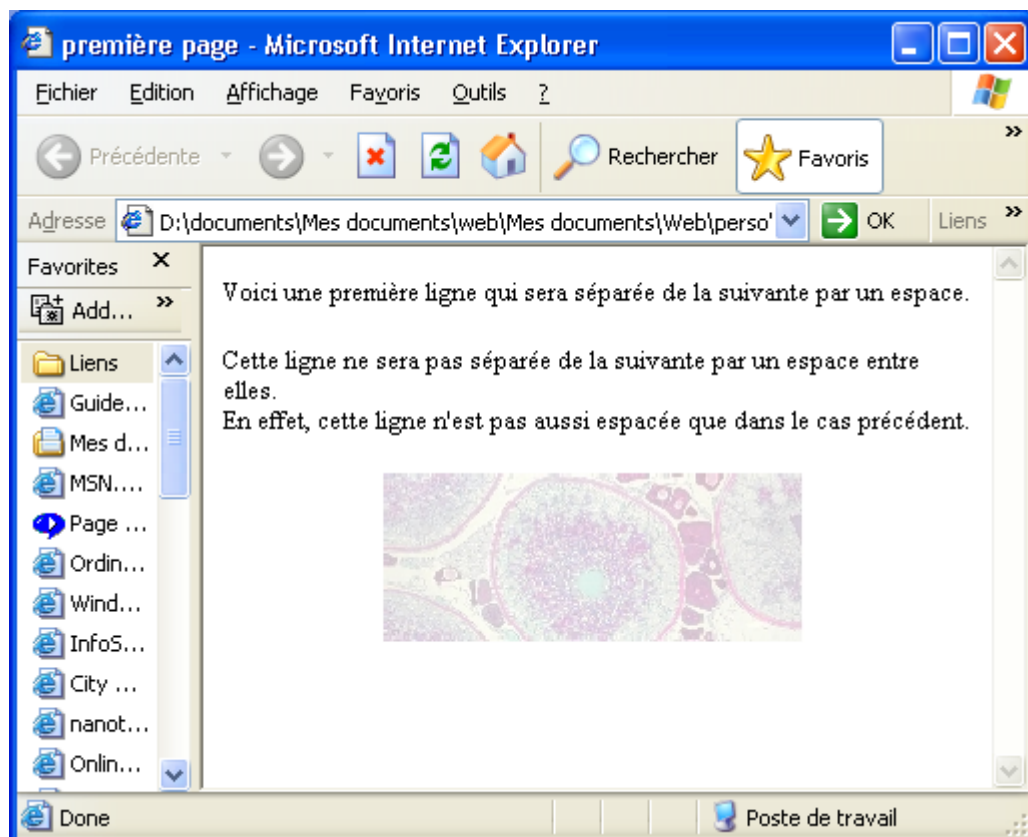 première page - Microsoft Internet Explorer
Fichier Edition Affichage Favoris Outils ?
Précédente Rechercher Favoris »
Adresse D:\documents\Mes documents\web\Mes documents\Web\perso' OK Liens »
Favorites ×
Add... »
Liens
Guide...
Mes d...
MSN....
Page ...
Ordin...
Wind...
InfoS...
City ...
nanot...
Onlin...
Voici une première ligne qui sera séparée de la suivante par un espace.
Cette ligne ne sera pas séparée de la suivante par un espace entre
elles.
En effet, cette ligne n'est pas aussi espacée que dans le cas précédent.
Done Poste de travail